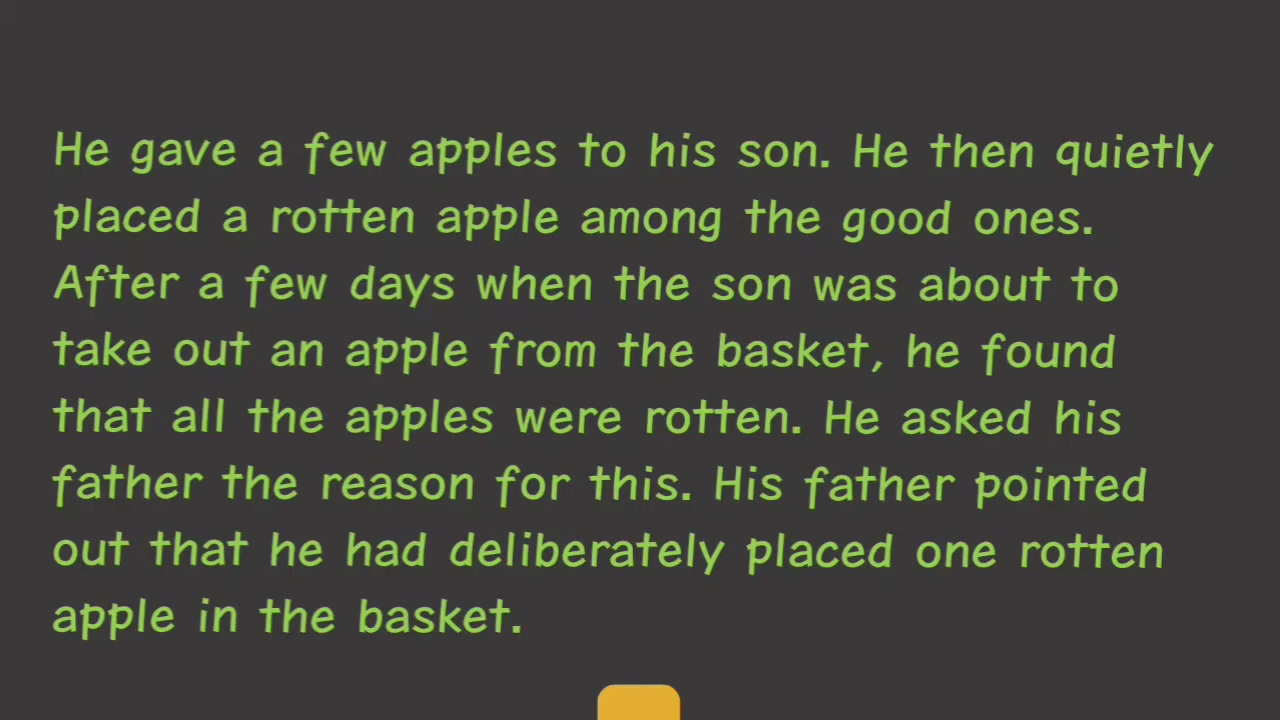 He gave a few apples to his son. He then quietly
placed a rotten apple among the good ones.
After a few days when the son was about to
take out an apple from the basket, he found
that all the apples were rotten. He asked his
father the reason for this. His father pointed
out that he had deliberately placed one rotten
apple in the basket.